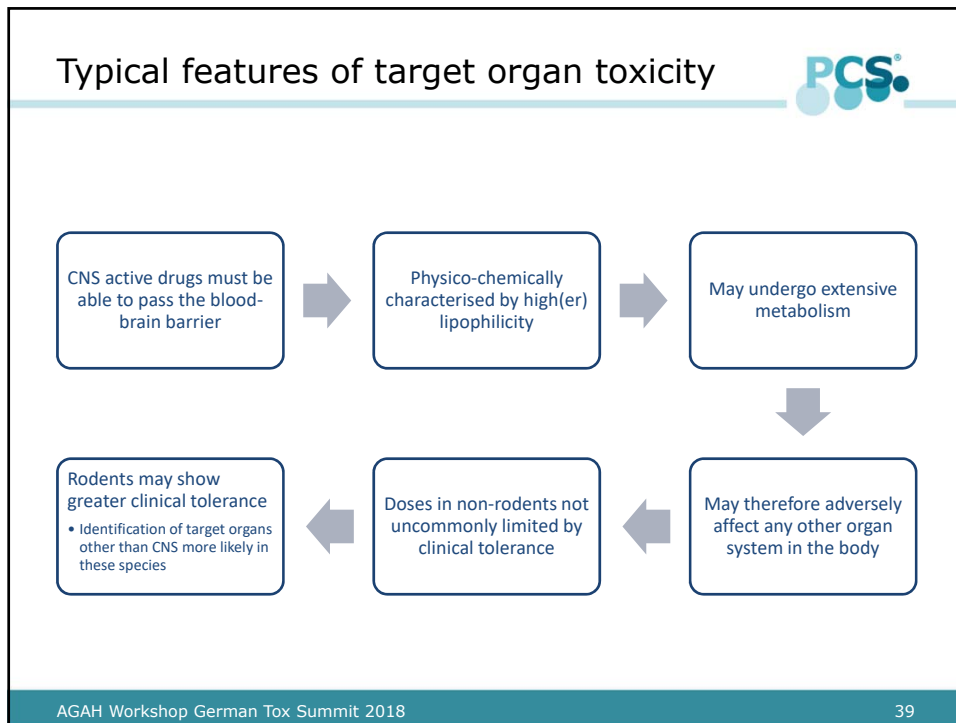 Typical features of target organ toxicity
PCS®
CNS active drugs must be
able to pass the blood-
brain barrier
Physico-chemically
characterised by high(er)
lipophilicity
May undergo extensive
metabolism
May therefore adversely
affect any other organ
system in the body
Doses in non-rodents not
uncommonly limited by
clinical tolerance
Rodents may show
greater clinical tolerance
• Identification of target organs
other than CNS more likely in
these species
AGAH Workshop German Tox Summit 2018
39